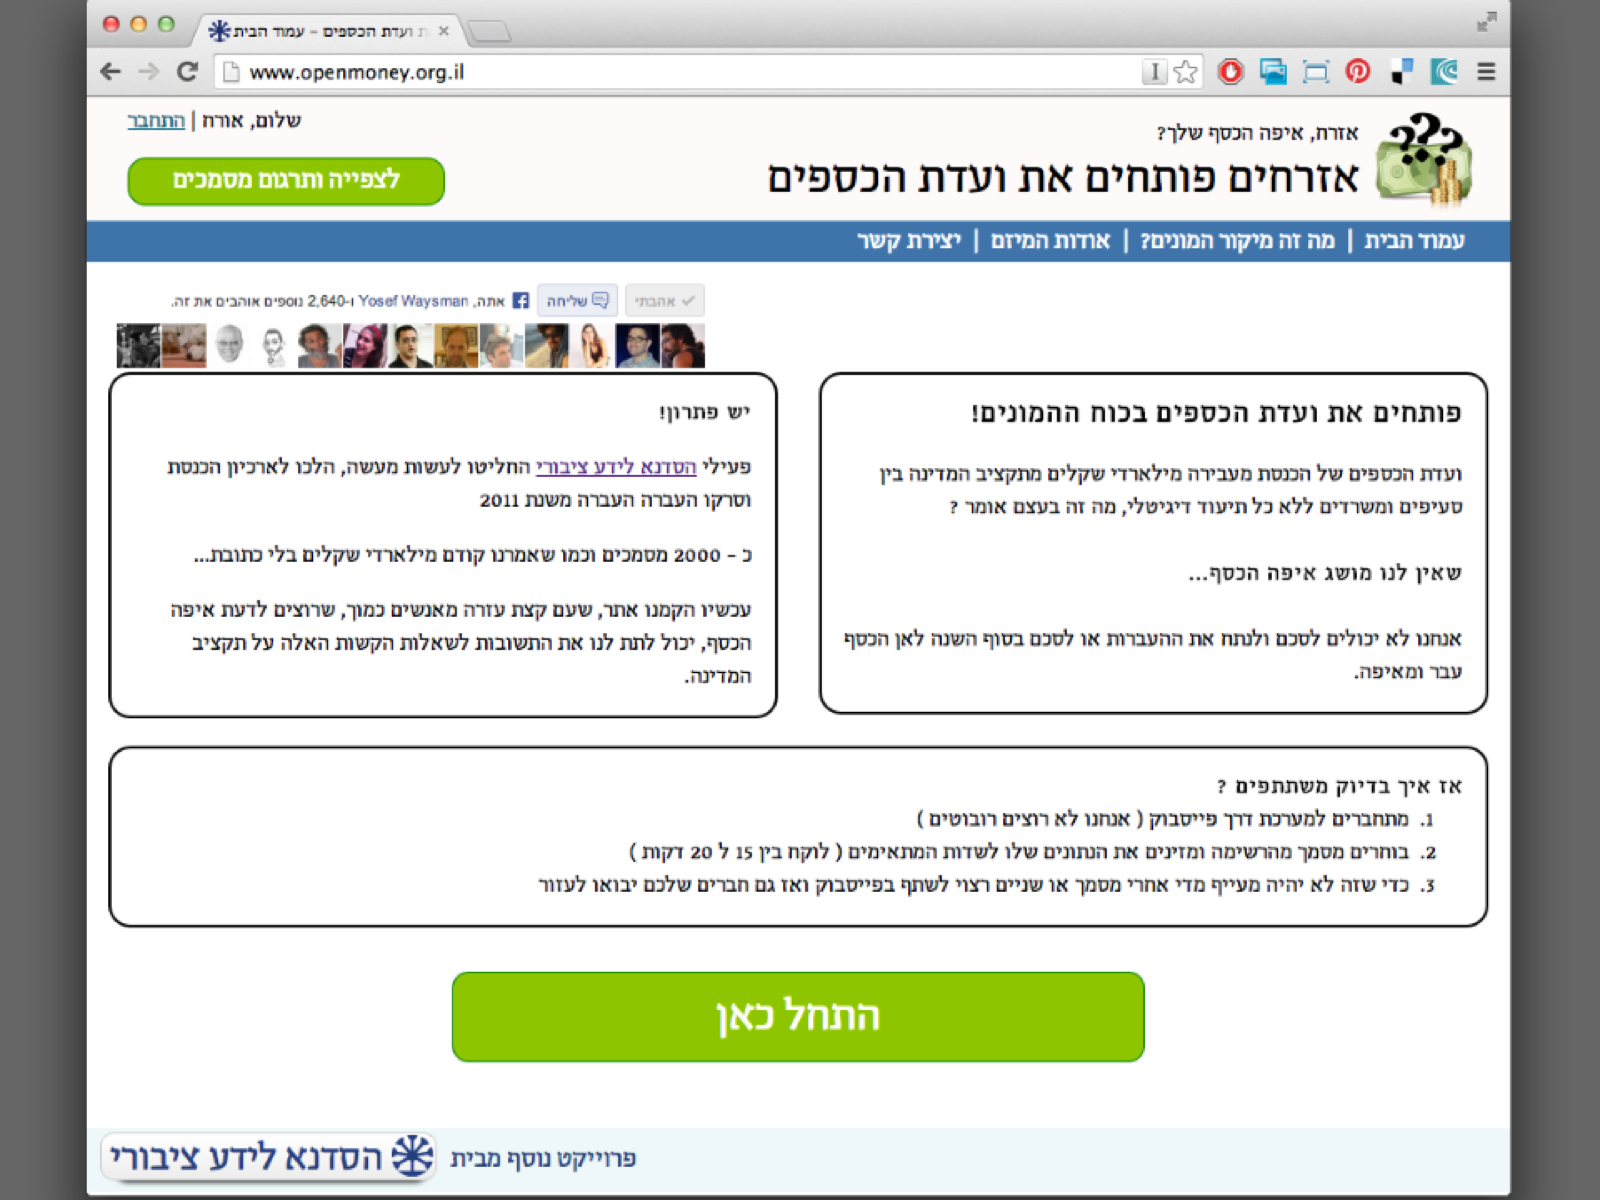 ועדת הכספים – עמוד הבית
www.openmoney.org.il
שלום, אורח | התחבר
אזרח, איפה הכסף שלך?
לצפייה ותרגום מסמכים
אזרחים פותחים את ועדת הכספים
עמוד הבית | מה זה מיקור המונים? | אודות המיזם | יצירת קשר
אהבתי
שליחה
אתה, Yosef Waysman ו-2,640 נוספים אוהבים את זה.
פותחים את ועדת הכספים בכוח ההמונים!
ועדת הכספים של הכנסת מעבירה מילארדי שקלים מתקציב המדינה בין
סעיפים ומשרדים ללא כל תיעוד דיגיטלי, מה זה בעצם אומר ?
שאין לנו מושג איפה הכסף...
אנחנו לא יכולים לסכם ולנתח את ההעברות או לסכם בסוף השנה לאן הכסף
עבר ומאיפה.
יש פתרון!
פעילי הסדנא לידע ציבורי החליטו לעשות מעשה, הלכו לארכיון הכנסת
וסרקו העברה העברה משנת 2011
כ – 2000 מסמכים וכמו שאמרנו קודם מילארדי שקלים בלי כתובת...
עכשיו הקמנו אתר, שעם קצת עזרה מאנשים כמוך, שרוצים לדעת איפה
הכסף, יכול לתת לנו את התשובות לשאלות הקשות האלה על תקציב
המדינה.
אז איך בדיוק משתתפים ?
1. מתחברים למערכת דרך פייסבוק ( אנחנו לא רוצים רובוטים )
2. בוחרים מסמך מהרשימה ומזינים את הנתונים שלו לשדות המתאימים ( לוקח בין 15 ל 20 דקות )
3. כדי שזה לא יהיה מעייף מדי אחרי מסמך או שניים רצוי לשתף בפייסבוק ואז גם חברים שלכם יבואו לעזור
התחל כאן
פרוייקט נוסף מבית
הסדנא לידע ציבורי